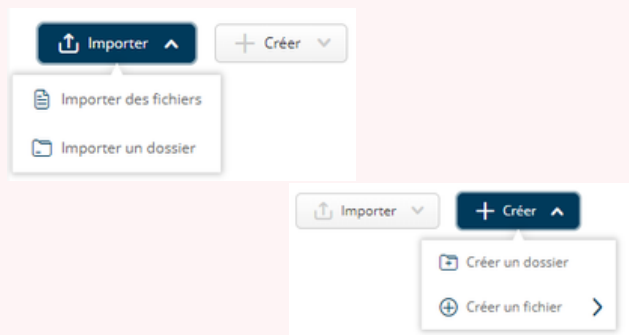 Importer
Créer
Importer des fichiers
Importer un dossier
Importer
Créer
Créer un dossier
Créer un fichier